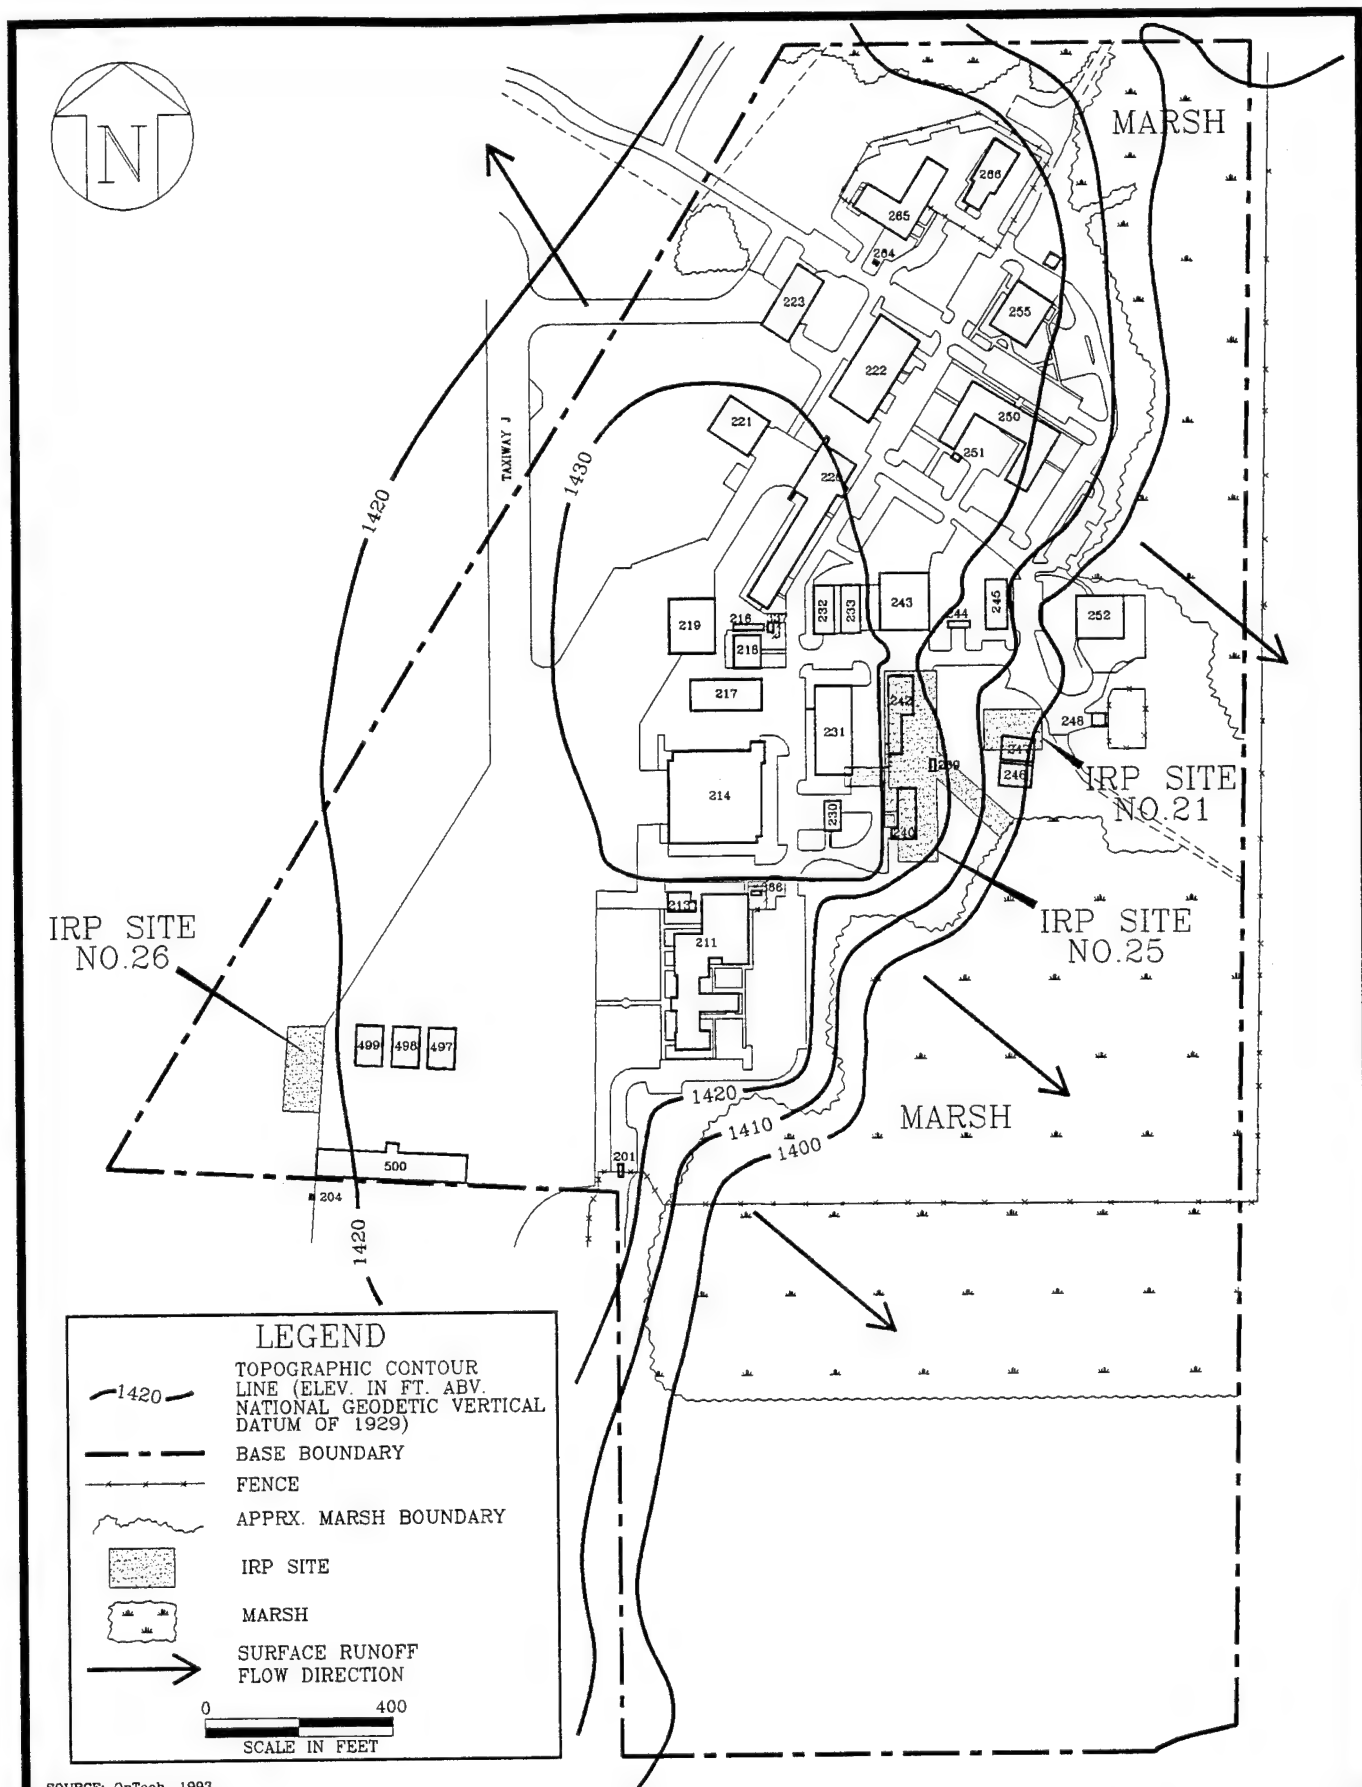 N
MARSH
266
265
264
223
255
222
221
250
251
TAXIWAY J
1430
1420
219
216
218
232
233
243
244
245
252
217
242
231
248
247
246
IRP SITE
NO.21
214
230
240
213
211
IRP SITE
NO.25
IRP SITE
NO.26
499
498
497
1420
1410
1400
MARSH
500
201
204
1420
LEGEND
1420
TOPOGRAPHIC CONTOUR
LINE (ELEV. IN FT. ABV.
NATIONAL GEODETIC VERTICAL
DATUM OF 1929)
BASE BOUNDARY
FENCE
APPRX. MARSH BOUNDARY
IRP SITE
MARSH
SURFACE RUNOFF
FLOW DIRECTION
0 400
SCALE IN FEET